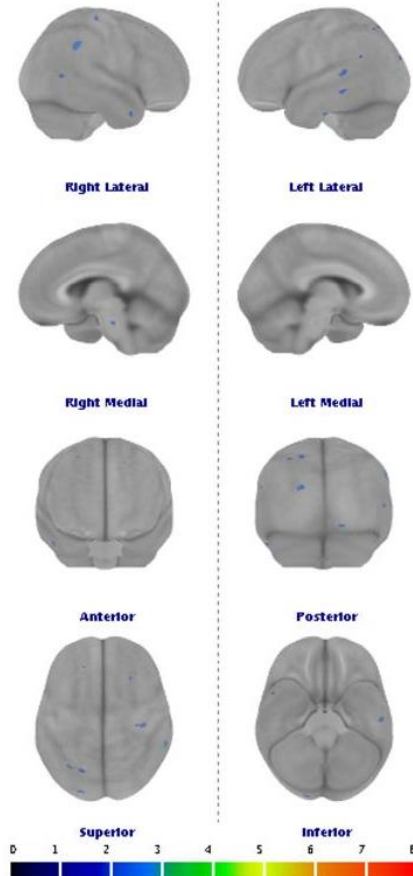 Right Lateral Left Lateral
Right Medial Left Medial
Anterior Posterior
Superior Inferior
0 1 2 3 4 5 6 7 8